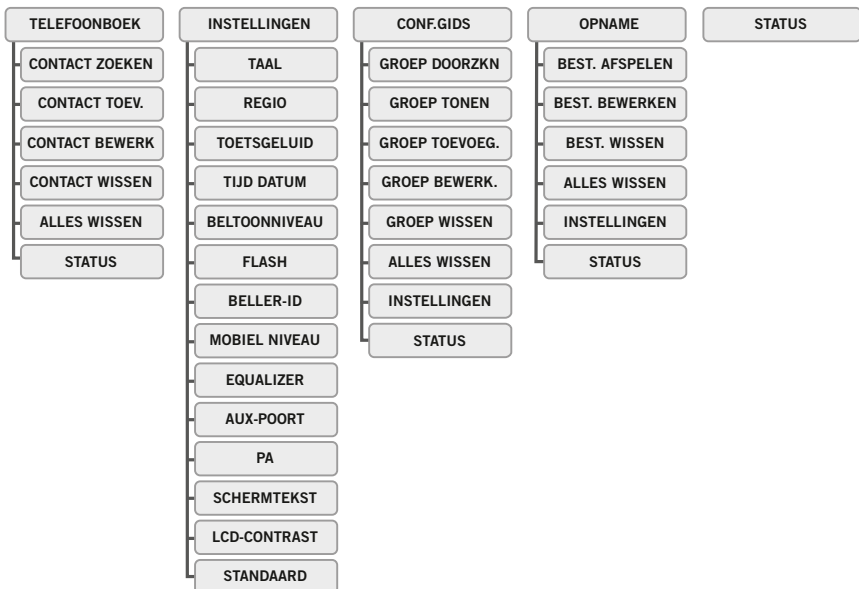 TELEFOONBOEK
CONTACT ZOEKEN
CONTACT TOEV.
CONTACT BEWERK
CONTACT WISSEN
ALLES WISSEN
STATUS
INSTELLINGEN
TAAL
REGIO
TOETSGELUID
TIJD DATUM
BELTOONNIVEAU
FLASH
BELLER-ID
MOBIEL NIVEAU
EQUALIZER
AUX-POORT
PA
SCHERMTEKST
LCD-CONTRAST
STANDAARD
CONF.GIDS
GROEP DOORZKN
GROEP TONEN
GROEP TOEVOEG.
GROEP BEWERK.
GROEP WISSEN
ALLES WISSEN
INSTELLINGEN
STATUS
OPNAME
BEST. AFSPELEN
BEST. BEWERKEN
BEST. WISSEN
ALLES WISSEN
INSTELLINGEN
STATUS
STATUS